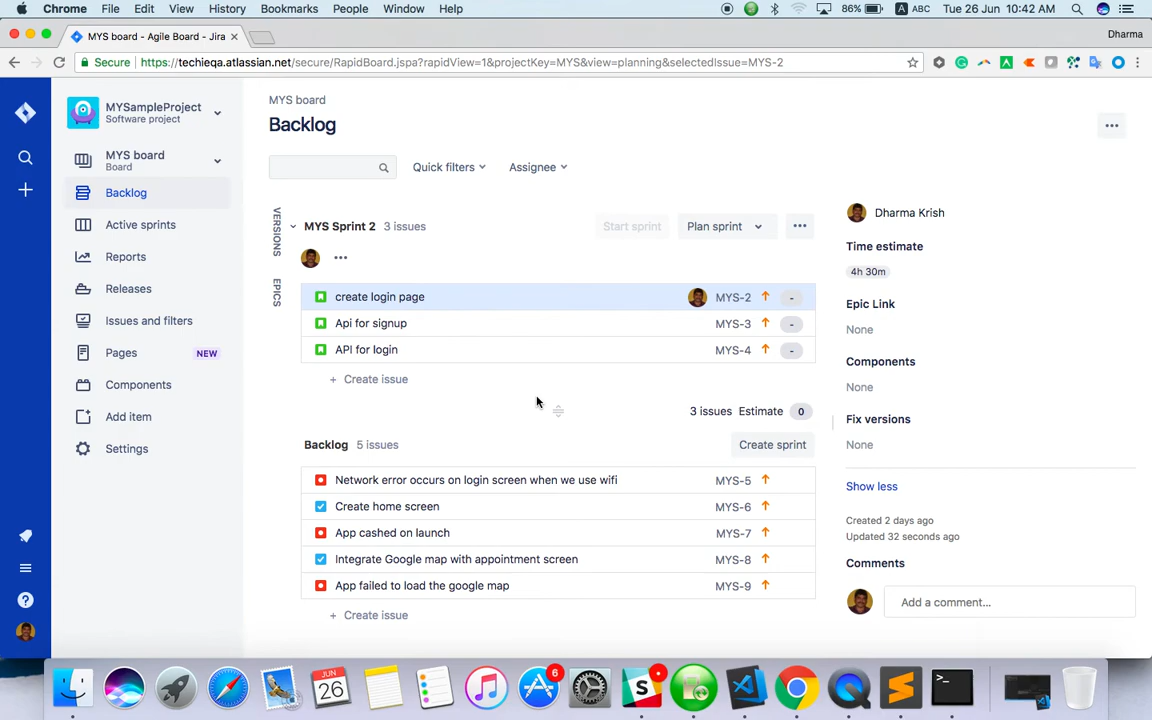 Chrome File Edit View History Bookmarks People Window Help 86% A ABC Tue 26 Jun 10:42 AM
MYS board - Agile Board - Jira Dharma
Secure https://techieqa.atlassian.net/secure/RapidBoard.jspa?rapidView=1&projectKey=MYS&view=planning&selectedIssue=MYS-2
MYSampleProject
Software project
MYS board
Board
Backlog
Active sprints
Reports
Releases
Issues and filters
Pages NEW
Components
Add item
Settings
MYS board
Backlog
Quick filters Assignee
VERSIONS
EPICS
MYS Sprint 2 3 issues Start sprint Plan sprint
create login page MYS-2 -
Api for signup MYS-3 -
API for login MYS-4 -
+ Create issue
3 issues Estimate 0
Backlog 5 issues Create sprint
Network error occurs on login screen when we use wifi MYS-5
Create home screen MYS-6
App cashed on launch MYS-7
Integrate Google map with appointment screen MYS-8
App failed to load the google map MYS-9
+ Create issue
Dharma Krish
Time estimate
4h 30m
Epic Link
None
Components
None
Fix versions
None
Show less
Created 2 days ago
Updated 32 seconds ago
Comments
Add a comment...
JUN
26
6